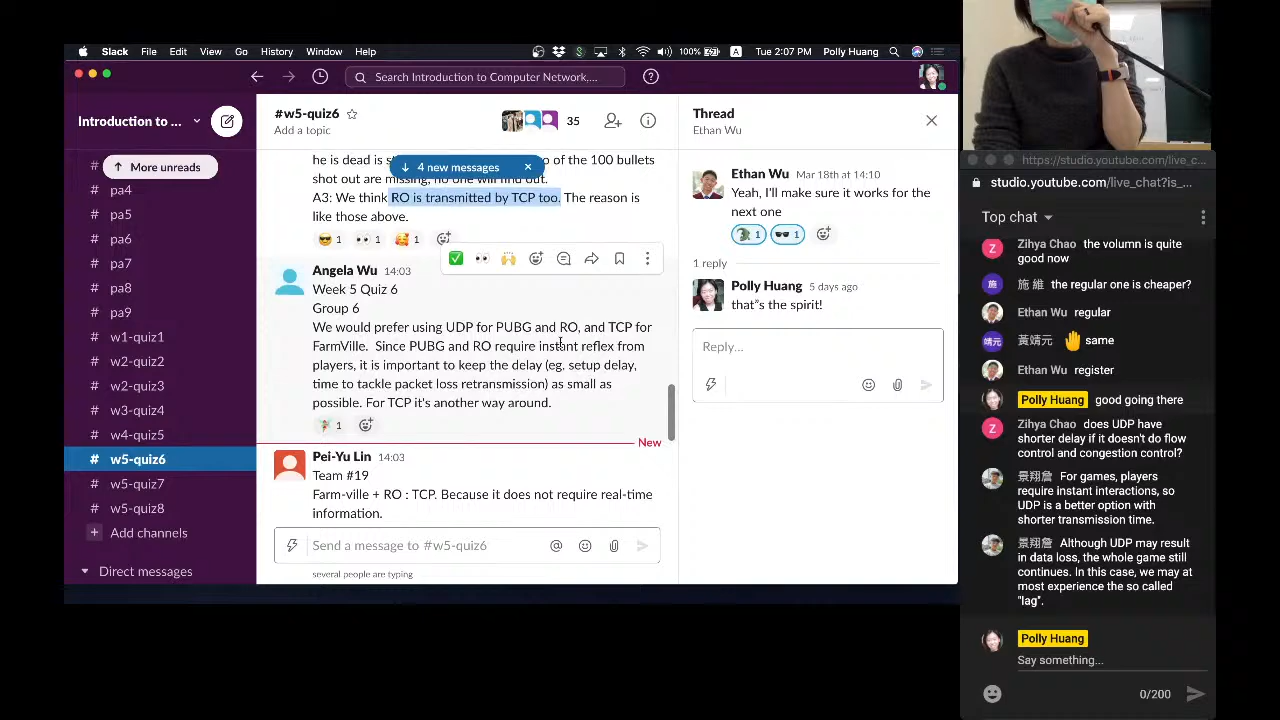 Slack File Edit View Go History Window Help 100% A Tue 2:07 PM Polly Huang
Search Introduction to Computer Network....
Introduction to ...
More unreads
# pa4
# pa5
# pa6
# pa7
# pa8
# pa9
# w1-quiz1
# w2-quiz2
# w2-quiz3
# w3-quiz4
# w4-quiz5
# w5-quiz6
# w5-quiz7
# w5-quiz8
+ Add channels
Direct messages
#w5-quiz6
Add a topic
35
4 new messages
he is dead is of the 100 bullets
shot out are missing, no one will
A3: We think RO is transmitted by TCP too. The reason is
like those above.
1 1 1
Angela Wu 14:03
Week 5 Quiz 6
Group 6
We would prefer using UDP for PUBG and RO, and TCP for
FarmVille. Since PUBG and RO require instant reflex from
players, it is important to keep the delay (eg, setup delay,
time to tackle packet loss retransmission) as small as
possible. For TCP it's another way around.
1
New
Pei-Yu Lin 14:03
Team #19
Farm-ville + RO : TCP. Because it does not require real-time
information.
Send a message to #w5-quiz6
several people are typing
Thread
Ethan Wu
Ethan Wu Mar 18th at 14:10
Yeah, I'll make sure it works for the
next one
1 1
1 reply
Polly Huang 5 days ago
that"s the spirit!
Reply...
https://studio.youtube.com/live_c...
studio.youtube.com/live_chat?is_...
Top chat
Z Zihya Chao the volumn is quite
good now
施 施 維 the regular one is cheaper?
Ethan Wu regular
靖元 黃靖元 same
Ethan Wu register
Polly Huang good going there
Z Zihya Chao does UDP have
shorter delay if it doesn't do flow
control and congestion control?
景翔詹 For games, players
require instant interactions, so
UDP is a better option with
shorter transmission time.
景翔詹 Although UDP may result
in data loss, the whole game still
continues. In this case, we may at
most experience the so called
"lag".
Polly Huang
Say something...
0/200